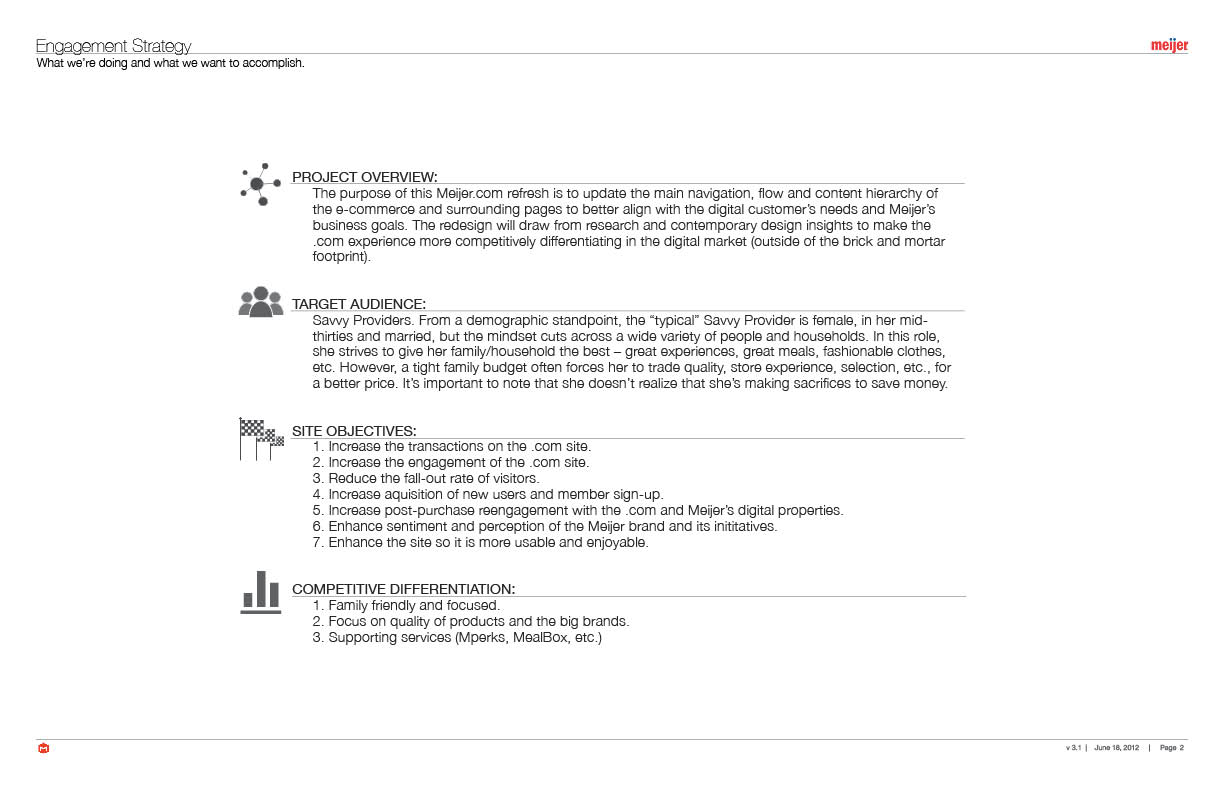 Engagement Strategy
meijer
What we're doing and what we want to accomplish.
PROJECT OVERVIEW:
The purpose of this Meijer.com refresh is to update the main navigation, flow and content hierarchy of
the e-commerce and surrounding pages to better align with the digital customer's needs and Meijer's
business goals. The redesign will draw from research and contemporary design insights to make the
.com experience more competitively differentiating in the digital market (outside of the brick and mortar
footprint).
TARGET AUDIENCE:
Savvy Providers. From a demographic standpoint, the “typical” Savvy Provider is female, in her mid-
thirties and married, but the mindset cuts across a wide variety of people and households. In this role,
she strives to give her family/household the best – great experiences, great meals, fashionable clothes,
etc. However, a tight family budget often forces her to trade quality, store experience, selection, etc., for
a better price. It's important to note that she doesn't realize that she's making sacrifices to save money.
SITE OBJECTIVES:
1. Increase the transactions on the .com site.
2. Increase the engagement of the .com site.
3. Reduce the fall-out rate of visitors.
4. Increase aquisition of new users and member sign-up.
5. Increase post-purchase reengagement with the .com and Meijer's digital properties.
6. Enhance sentiment and perception of the Meijer brand and its inititatives.
7. Enhance the site so it is more usable and enjoyable.
COMPETITIVE DIFFERENTIATION:
1. Family friendly and focused.
2. Focus on quality of products and the big brands.
3. Supporting services (Mperks, MealBox, etc.)
v 3.1 | June 18, 2012 | Page 2